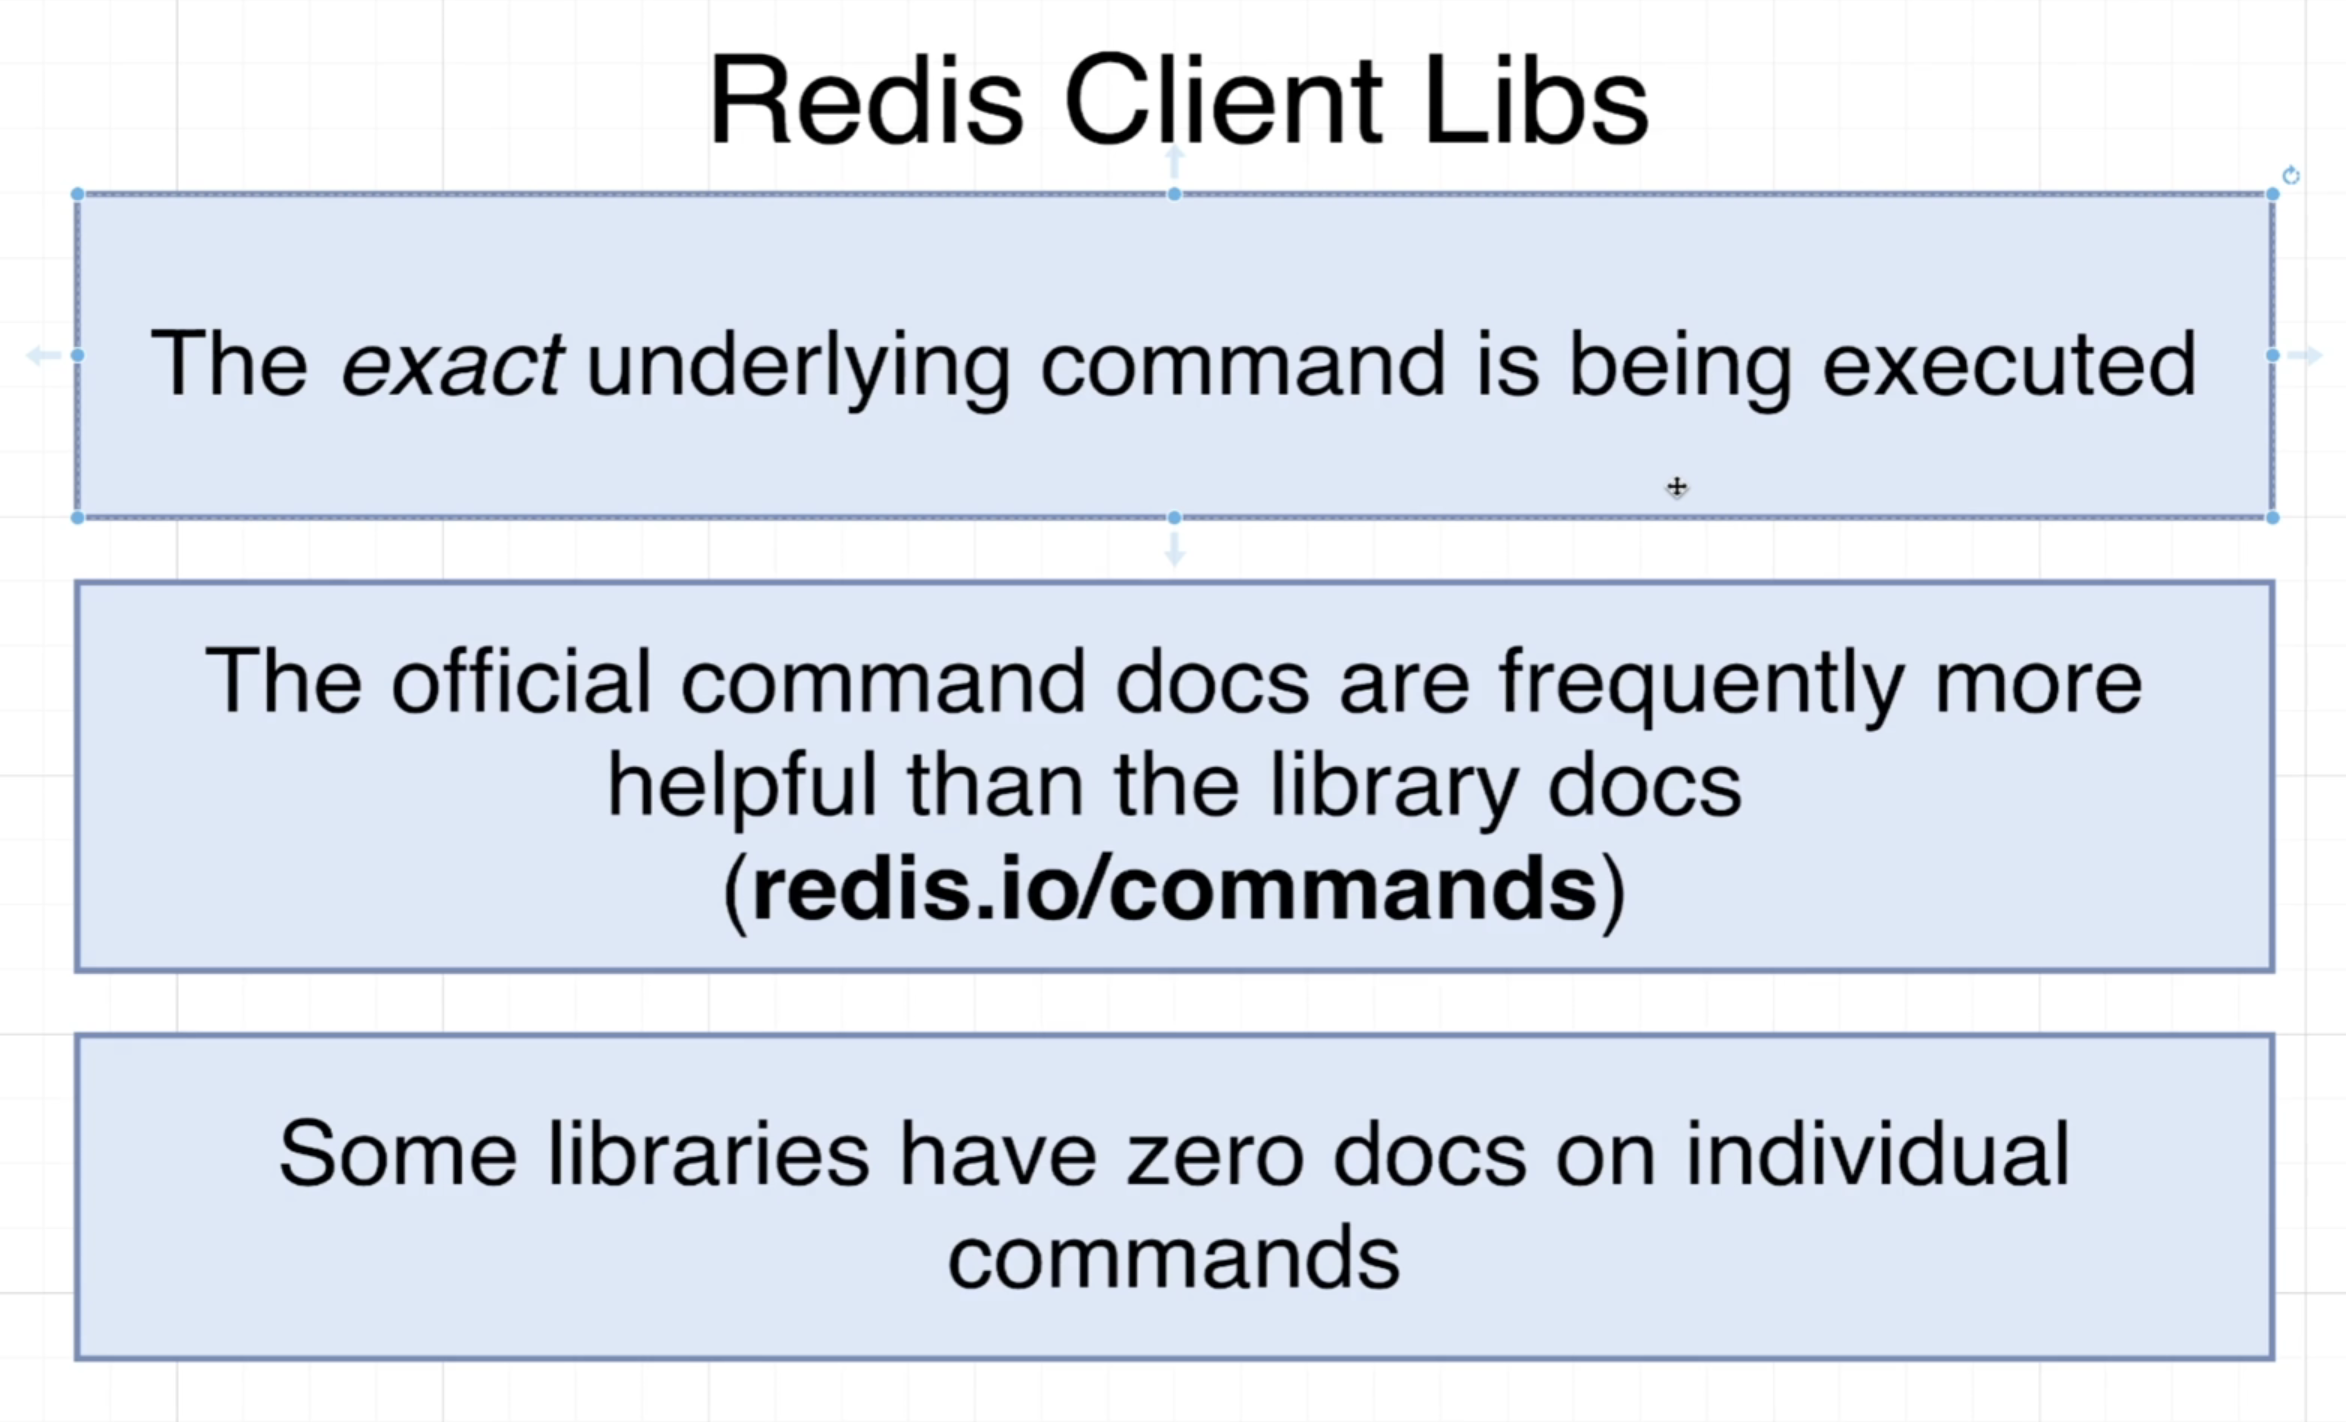 Redis Client Libs
The exact underlying command is being executed
The official command docs are frequently more
helpful than the library docs
(redis.io/commands)
Some libraries have zero docs on individual
commands